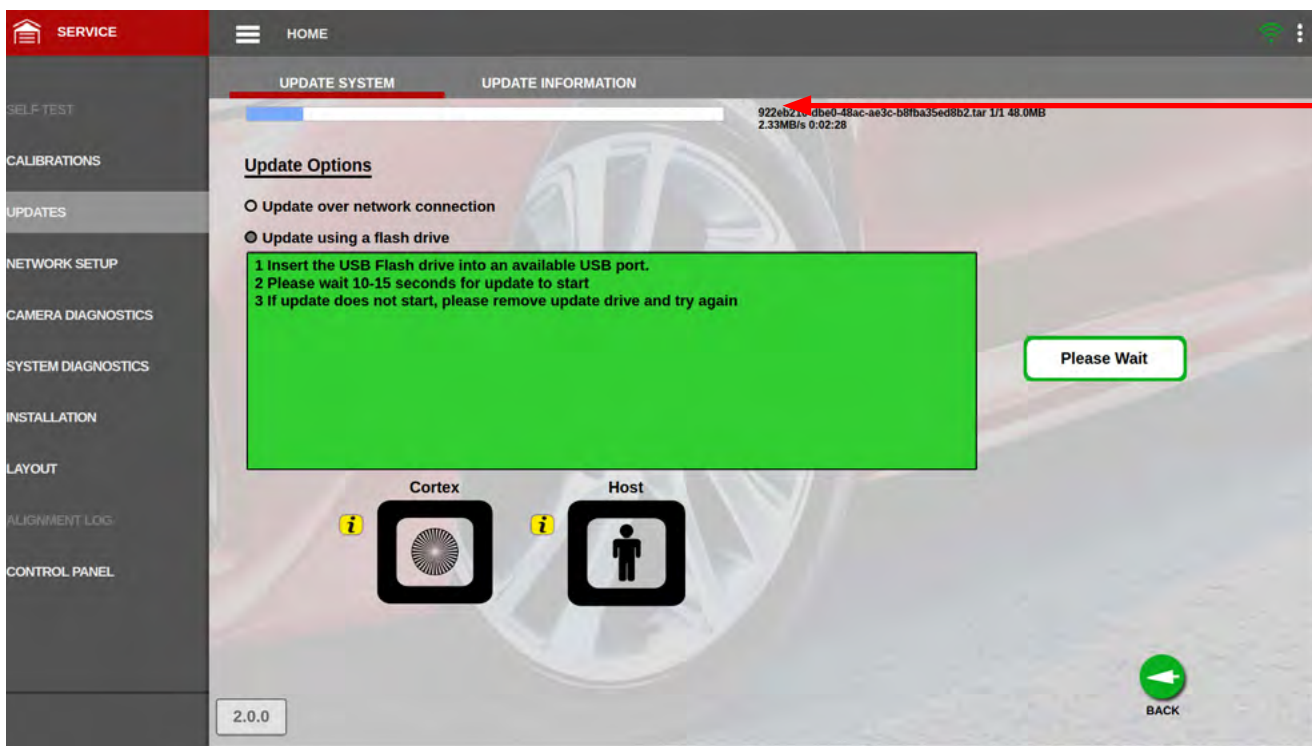 SERVICE
HOME
UPDATE SYSTEM
UPDATE INFORMATION
SELF-TEST
CALIBRATIONS
UPDATES
NETWORK SETUP
CAMERA DIAGNOSTICS
SYSTEM DIAGNOSTICS
INSTALLATION
LAYOUT
ALIGNMENT LOG
CONTROL PANEL
922eb210-dbe0-48ac-ae3c-b8fba35ed8b2.tar 1/1 48.0MB
2.33MB/s 0:02:28
Update Options
Update over network connection
Update using a flash drive
1 Insert the USB Flash drive into an available USB port.
2 Please wait 10-15 seconds for update to start
3 If update does not start, please remove update drive and try again
Please Wait
Cortex
Host
i
i
2.0.0
BACK